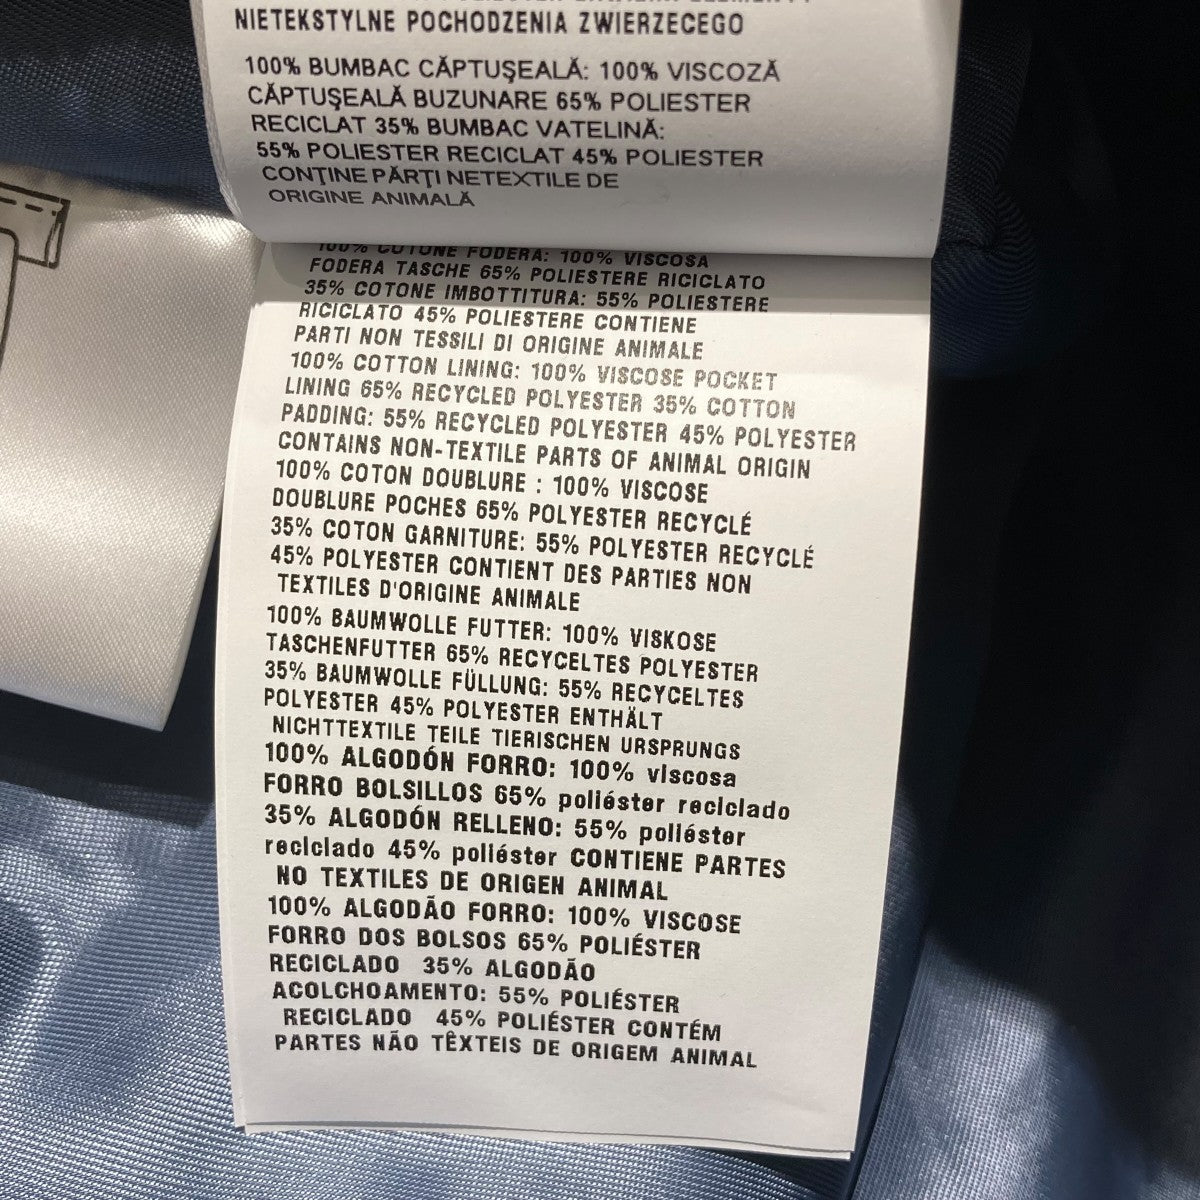 NIETEKSTYLNE POCHODZENIA ZWIERZECEGO
100% BUMBAC CĂPTUŞEALĂ: 100% VISCOZĂ
CĂPTUŞEALĂ BUZUNARE 65% POLIESTER
RECICLAT 35% BUMBAC VATELINĂ:
55% POLIESTER RECICLAT 45% POLIESTER
CONŢINE PĂRŢI NETEXTILE DE
ORIGINE ANIMALĂ
100% COTONE FODERA: 100% VISCOSA
FODERA TASCHE 65% POLIESTERE RICICLATO
35% COTONE IMBOTTITURA: 55% POLIESTERE
RICICLATO 45% POLIESTERE CONTIENE
PARTI NON TESSILI DI ORIGINE ANIMALE
100% COTTON LINING: 100% VISCOSE POCKET
LINING 65% RECYCLED POLYESTER 35% COTTON
PADDING: 55% RECYCLED POLYESTER 45% POLYESTER
CONTAINS NON-TEXTILE PARTS OF ANIMAL ORIGIN
100% COTON DOUBLURE : 100% VISCOSE
DOUBLURE POCHES 65% POLYESTER RECYCLÉ
35% COTON GARNITURE: 55% POLYESTER RECYCLÉ
45% POLYESTER CONTIENT DES PARTIES NON
TEXTILES D'ORIGINE ANIMALE
100% BAUMWOLLE FUTTER: 100% VISKOSE
TASCHENFUTTER 65% RECYCELTES POLYESTER
35% BAUMWOLLE FÜLLUNG: 55% RECYCELTES
POLYESTER 45% POLYESTER ENTHÄLT
NICHTTEXTILE TEILE TIERISCHEN URSPRUNGS
100% ALGODÓN FORRO: 100% viscosa
FORRO BOLSILLOS 65% poliéster reciclado
35% ALGODÓN RELLENO: 55% poliéster
reciclado 45% poliéster CONTIENE PARTES
NO TEXTILES DE ORIGEN ANIMAL
100% ALGODÃO FORRO: 100% VISCOSE
FORRO DOS BOLSOS 65% POLIÉSTER
RECICLADO 35% ALGODÃO
ACOLCHOAMENTO: 55% POLIÉSTER
RECICLADO 45% POLIÉSTER CONTÉM
PARTES NÃO TÊXTEIS DE ORIGEM ANIMAL